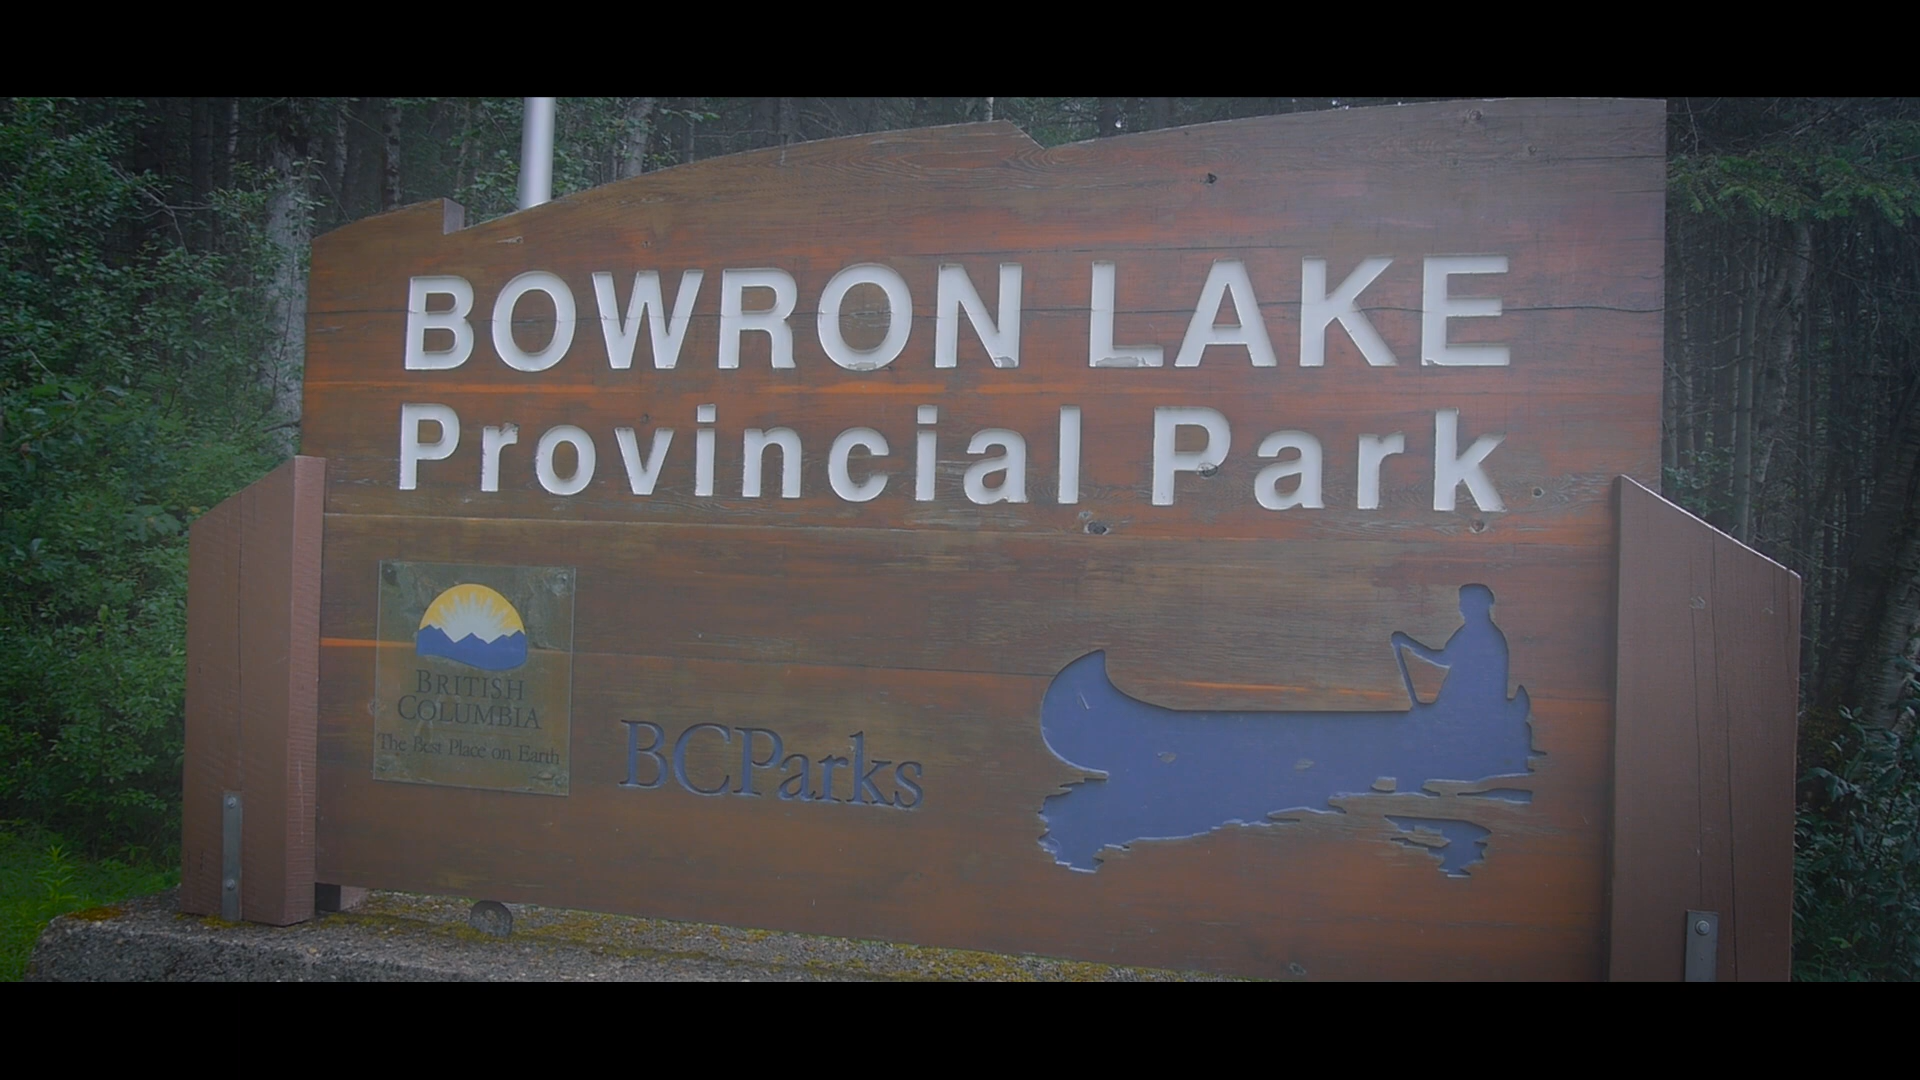 BOWRON LAKE
Provincial Park
BRITISH
COLUMBIA
The Best Place on Earth
BCParks